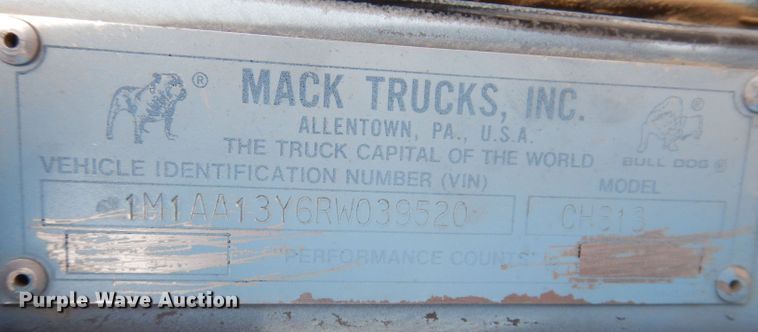 MACK TRUCKS, INC.
ALLENTOWN, PA., U.S.A.
THE TRUCK CAPITAL OF THE WORLD
BULL DOG ®
VEHICLE IDENTIFICATION NUMBER (VIN) MODEL
1M1AA13Y6RW039520 CH613
PERFORMANCE COUNTS
Purple Wave Auction